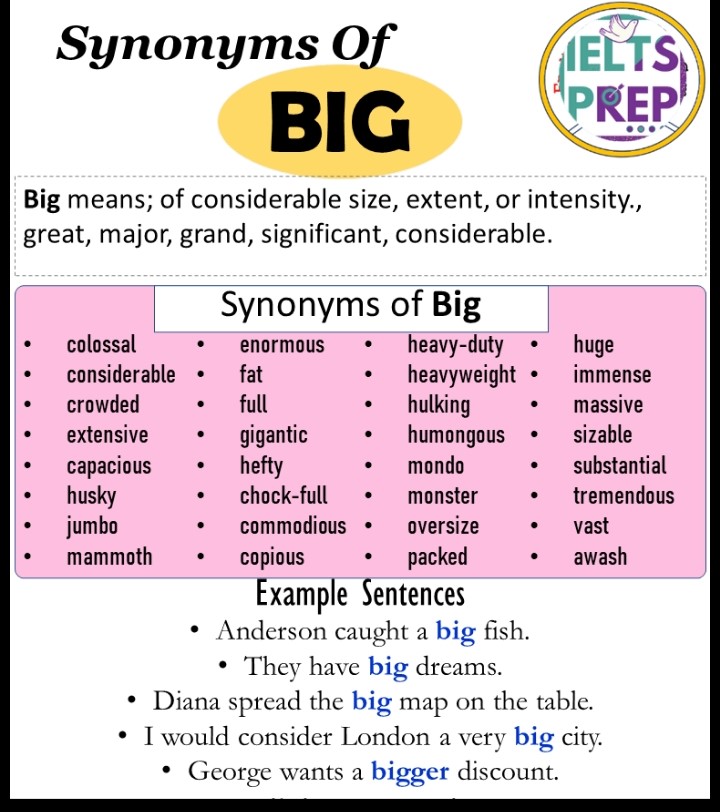 Synonyms Of
BIG
IELTS
PREP
Big means; of considerable size, extent, or intensity.,
great, major, grand, significant, considerable.
Synonyms of Big
• colossal • enormous • heavy-duty • huge
• considerable • fat • heavyweight • immense
• crowded • full • hulking • massive
• extensive • gigantic • humongous • sizable
• capacious • hefty • mondo • substantial
• husky • chock-full • monster • tremendous
• jumbo • commodious • oversize • vast
• mammoth • copious • packed • awash
Example Sentences
• Anderson caught a big fish.
• They have big dreams.
• Diana spread the big map on the table.
• I would consider London a very big city.
• George wants a bigger discount.